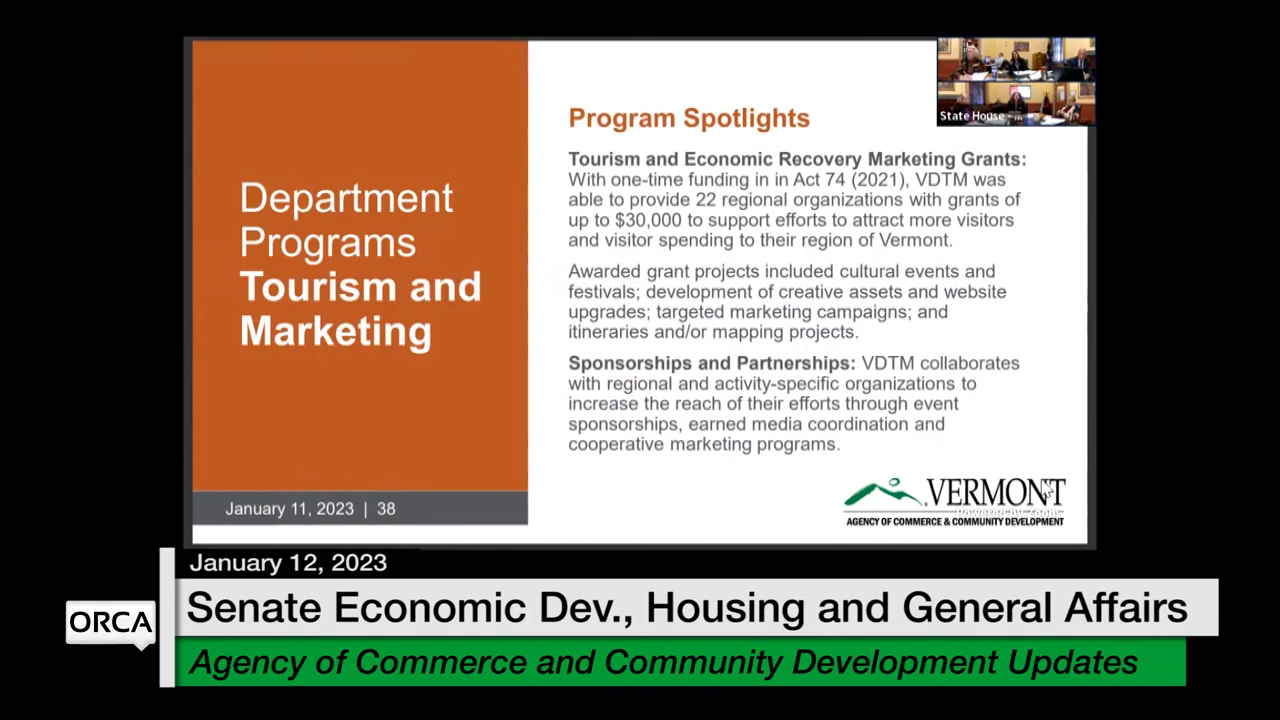 Department
Programs
Tourism and
Marketing
January 11, 2023 | 38
Program Spotlights
Tourism and Economic Recovery Marketing Grants:
With one-time funding in in Act 74 (2021), VDTM was
able to provide 22 regional organizations with grants of
up to $30,000 to support efforts to attract more visitors
and visitor spending to their region of Vermont.
Awarded grant projects included cultural events and
festivals; development of creative assets and website
upgrades; targeted marketing campaigns; and
itineraries and/or mapping projects.
Sponsorships and Partnerships: VDTM collaborates
with regional and activity-specific organizations to
increase the reach of their efforts through event
sponsorships, earned media coordination and
cooperative marketing programs.
State House - ...
VERMONT
Powered by Zoom
AGENCY OF COMMERCE & COMMUNITY DEVELOPMENT
January 12, 2023
ORCA
Senate Economic Dev., Housing and General Affairs
Agency of Commerce and Community Development Updates